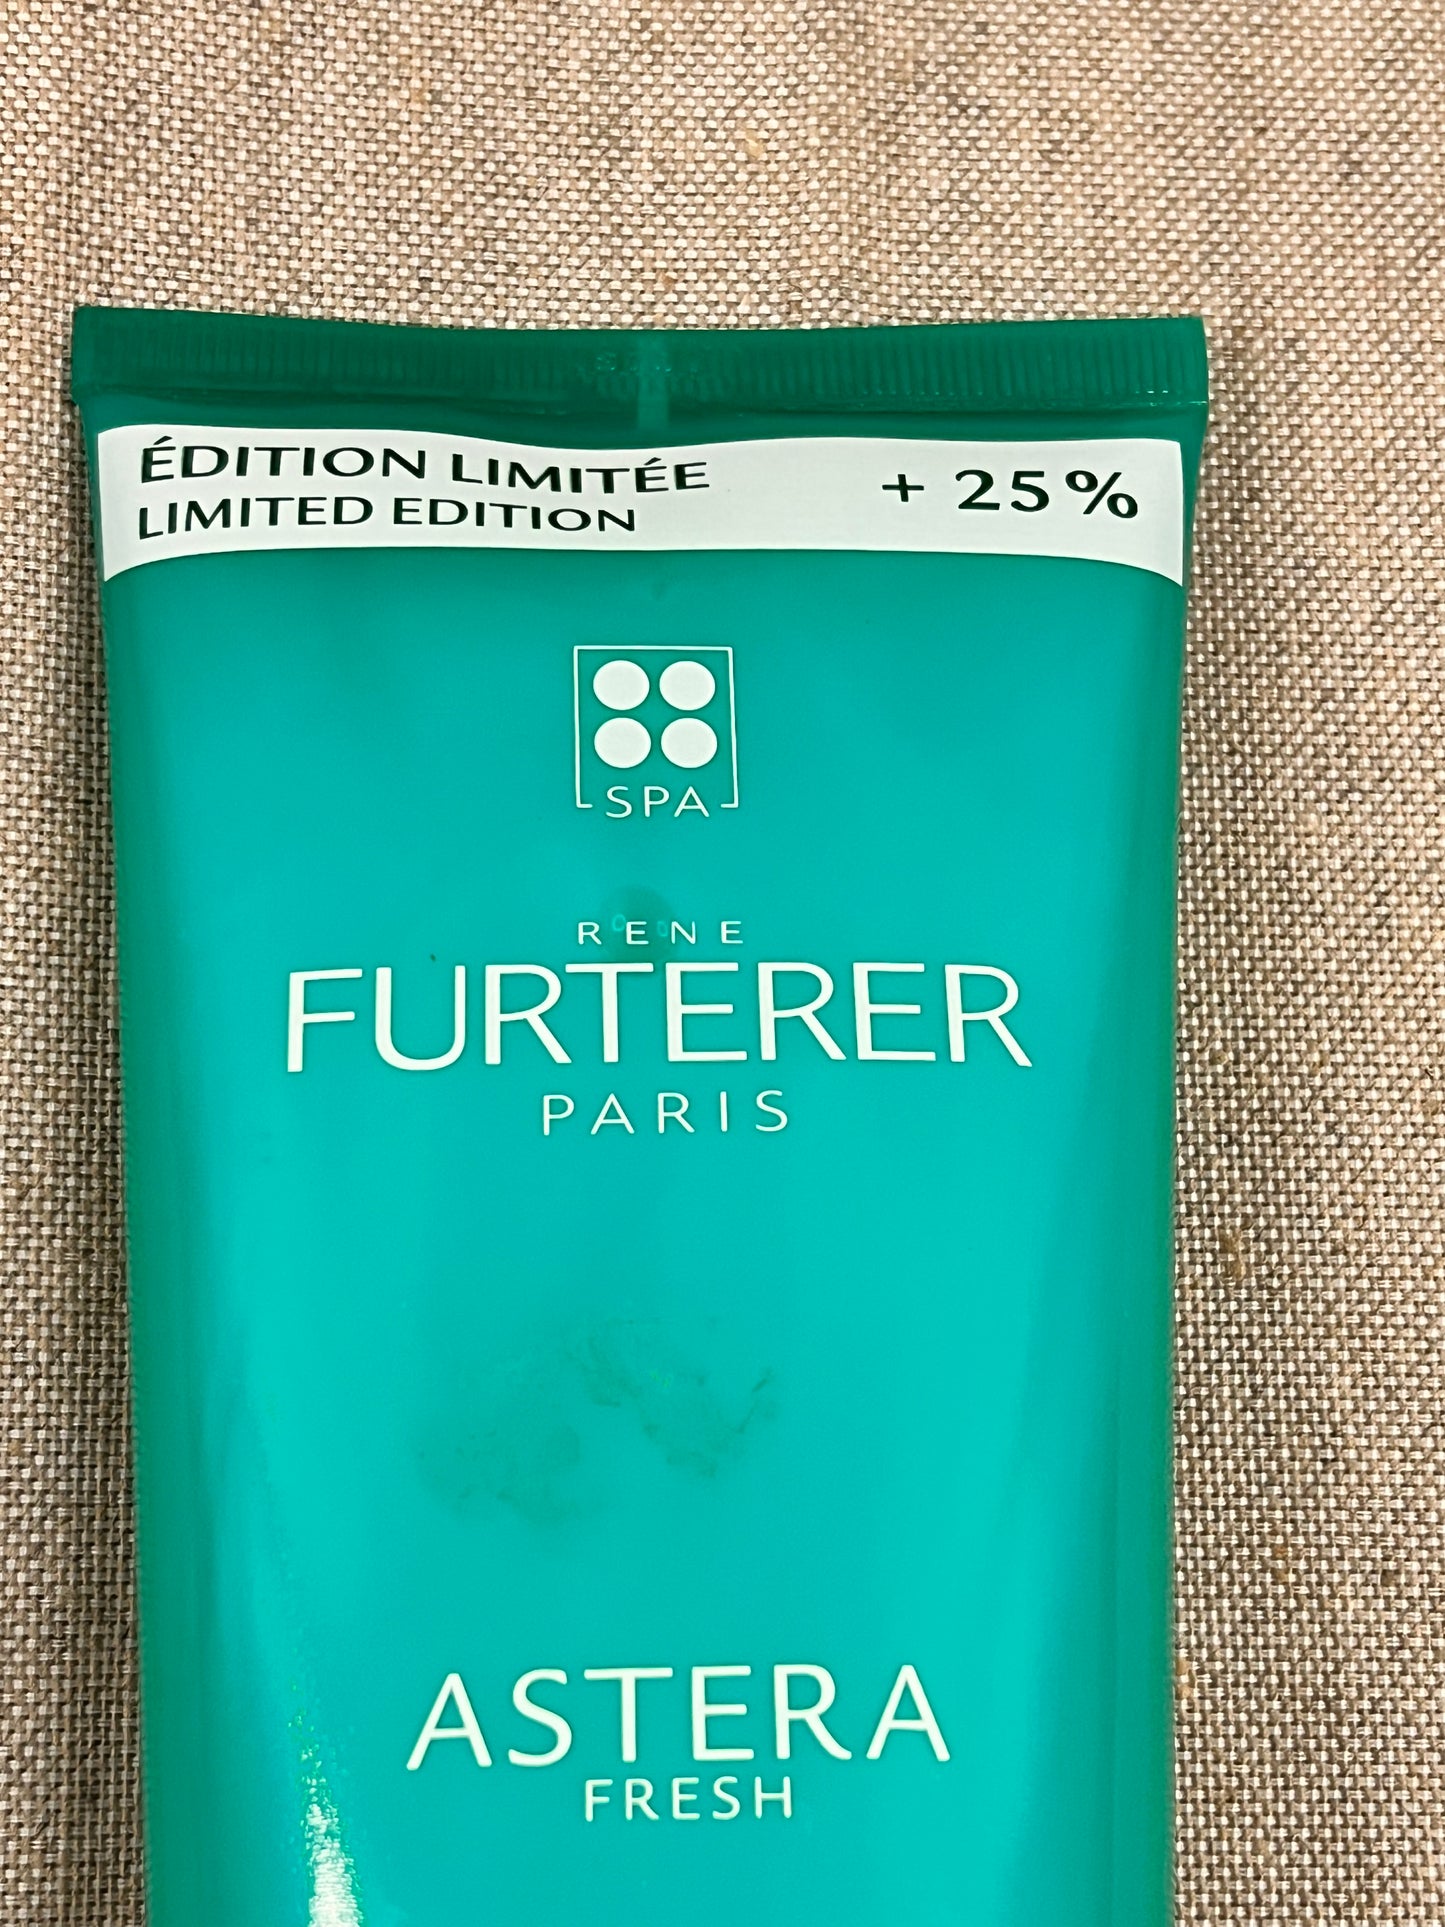 ÉDITION LIMITÉE
LIMITED EDITION
+ 25%
SPA
RENE
FURTERER
PARIS
ASTERA
FRESH